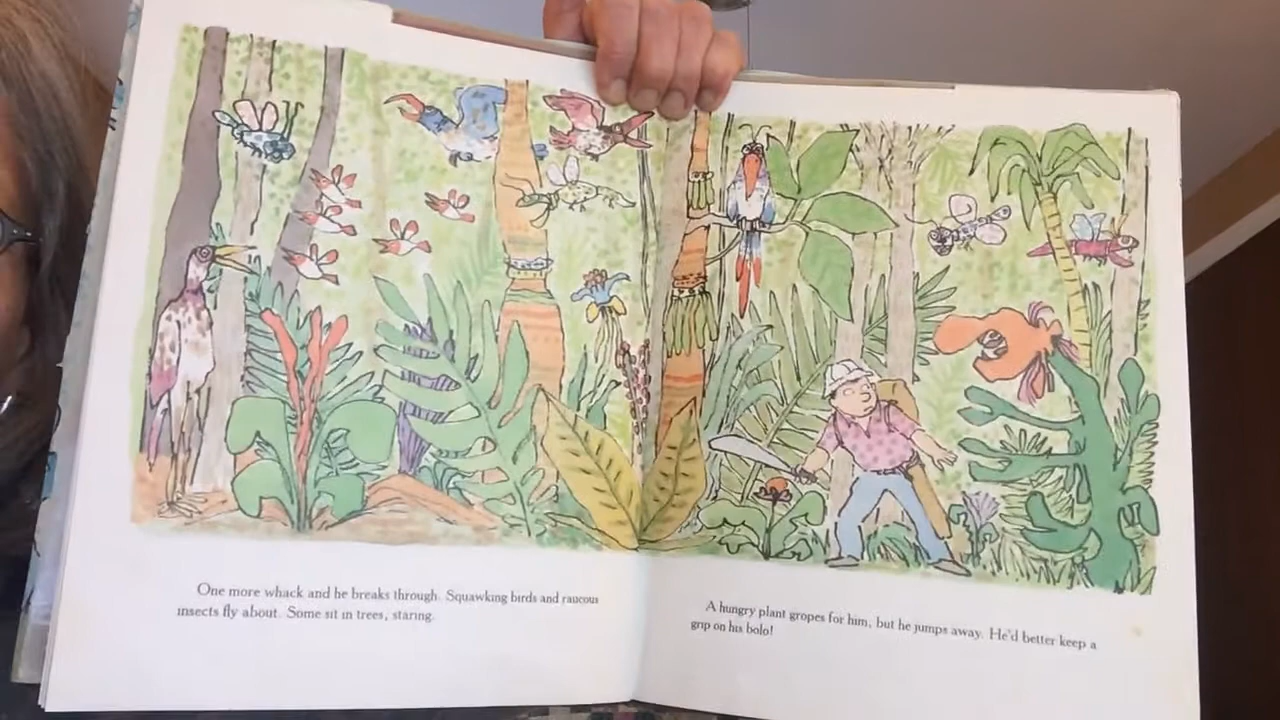 One more whack and he breaks through. Squawking birds and raucous
insects fly about. Some sit in trees, staring.
A hungry plant gropes for him, but he jumps away. He'd better keep a
grip on his bolo!